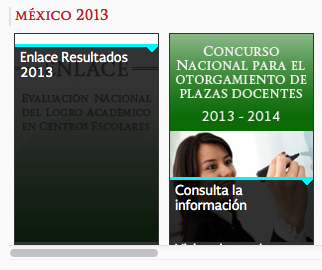 MÉXICO 2013
Enlace Resultados
2013
ENLACE
EVALUACIÓN NACIONAL
DEL LOGRO ACADÉMICO
EN CENTROS ESCOLARES
CONCURSO
NACIONAL PARA EL
OTORGAMIENTO DE
PLAZAS DOCENTES
2013 - 2014
Consulta la
información